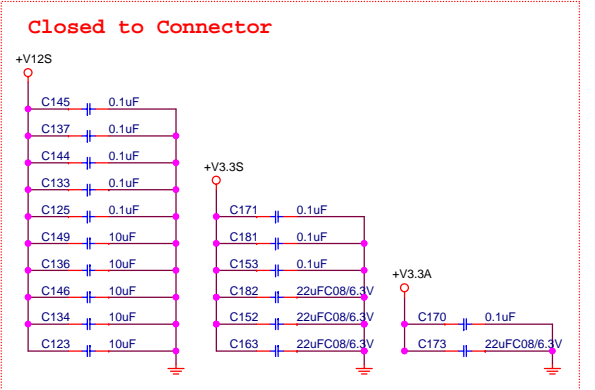 Closed to Connector
+V12S
C145 0.1uF
C137 0.1uF
C144 0.1uF
C133 0.1uF
C125 0.1uF
C149 10uF
C136 10uF
C146 10uF
C134 10uF
C123 10uF
+V3.3S
C171 0.1uF
C181 0.1uF
C153 0.1uF
C182 22uFC08/6.3V
C152 22uFC08/6.3V
C163 22uFC08/6.3V
+V3.3A
C170 0.1uF
C173 22uFC08/6.3V